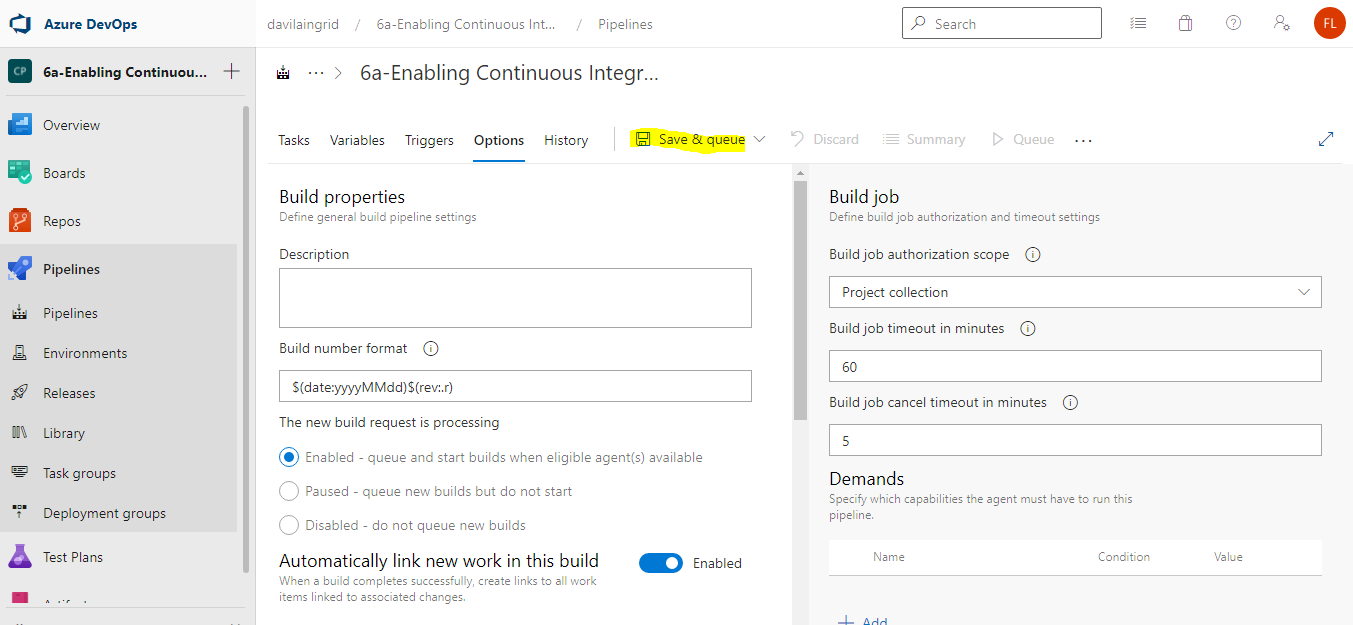 Azure DevOps
davilaingrid / 6a-Enabling Continuous Int... / Pipelines
Search
FL
CP
6a-Enabling Continuou...
Overview
Boards
Repos
Pipelines
Pipelines
Environments
Releases
Library
Task groups
Deployment groups
Test Plans
... > 6a-Enabling Continuous Integr...
Tasks Variables Triggers Options History Save & queue Discard Summary Queue ...
Build properties
Define general build pipeline settings
Description
Build number format
$(date:yyyyMMdd)$(rev:.r)
The new build request is processing
Enabled - queue and start builds when eligible agent(s) available
Paused - queue new builds but do not start
Disabled - do not queue new builds
Automatically link new work in this build
Enabled
When a build completes successfully, create links to all work
items linked to associated changes.
Build job
Define build job authorization and timeout settings
Build job authorization scope
Project collection
Build job timeout in minutes
60
Build job cancel timeout in minutes
5
Demands
Specify which capabilities the agent must have to run this
pipeline.
Name Condition Value
Add